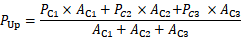 P_Up = (P_C1 × A_C1 + P_C2 × A_C2 + P_C3 × A_C3) / (A_C1 + A_C2 + A_C3)